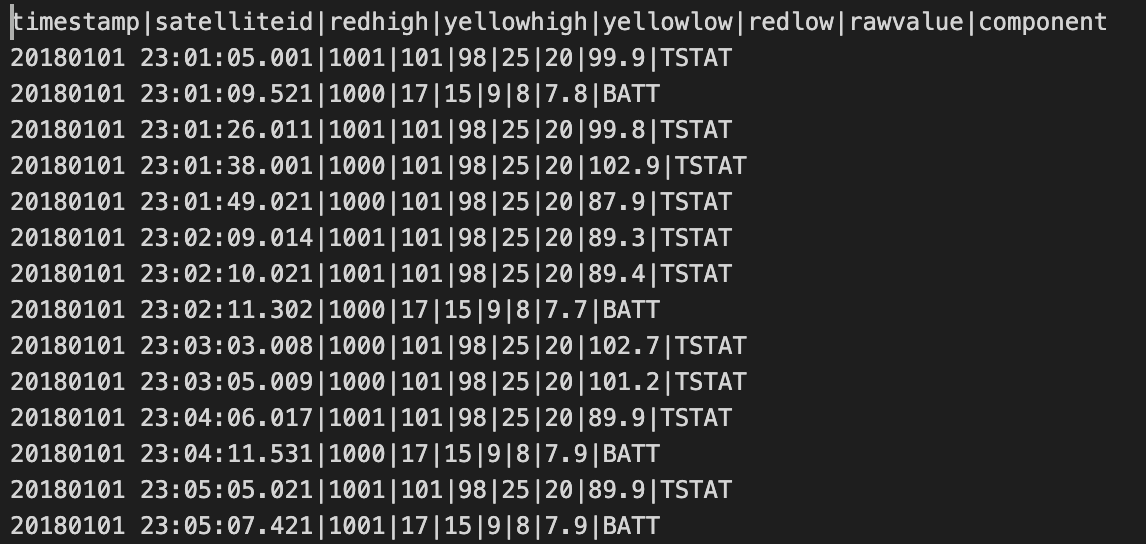 timestamp|satelliteid|redhigh|yellowhigh|yellowlow|redlow|rawvalue|component
20180101 23:01:05.001|1001|101|98|25|20|99.9|TSTAT
20180101 23:01:09.521|1000|17|15|9|8|7.8|BATT
20180101 23:01:26.011|1001|101|98|25|20|99.8|TSTAT
20180101 23:01:38.001|1000|101|98|25|20|102.9|TSTAT
20180101 23:01:49.021|1000|101|98|25|20|87.9|TSTAT
20180101 23:02:09.014|1001|101|98|25|20|89.3|TSTAT
20180101 23:02:10.021|1001|101|98|25|20|89.4|TSTAT
20180101 23:02:11.302|1000|17|15|9|8|7.7|BATT
20180101 23:03:03.008|1000|101|98|25|20|102.7|TSTAT
20180101 23:03:05.009|1000|101|98|25|20|101.2|TSTAT
20180101 23:04:06.017|1001|101|98|25|20|89.9|TSTAT
20180101 23:04:11.531|1000|17|15|9|8|7.9|BATT
20180101 23:05:05.021|1001|101|98|25|20|89.9|TSTAT
20180101 23:05:07.421|1001|17|15|9|8|7.9|BATT